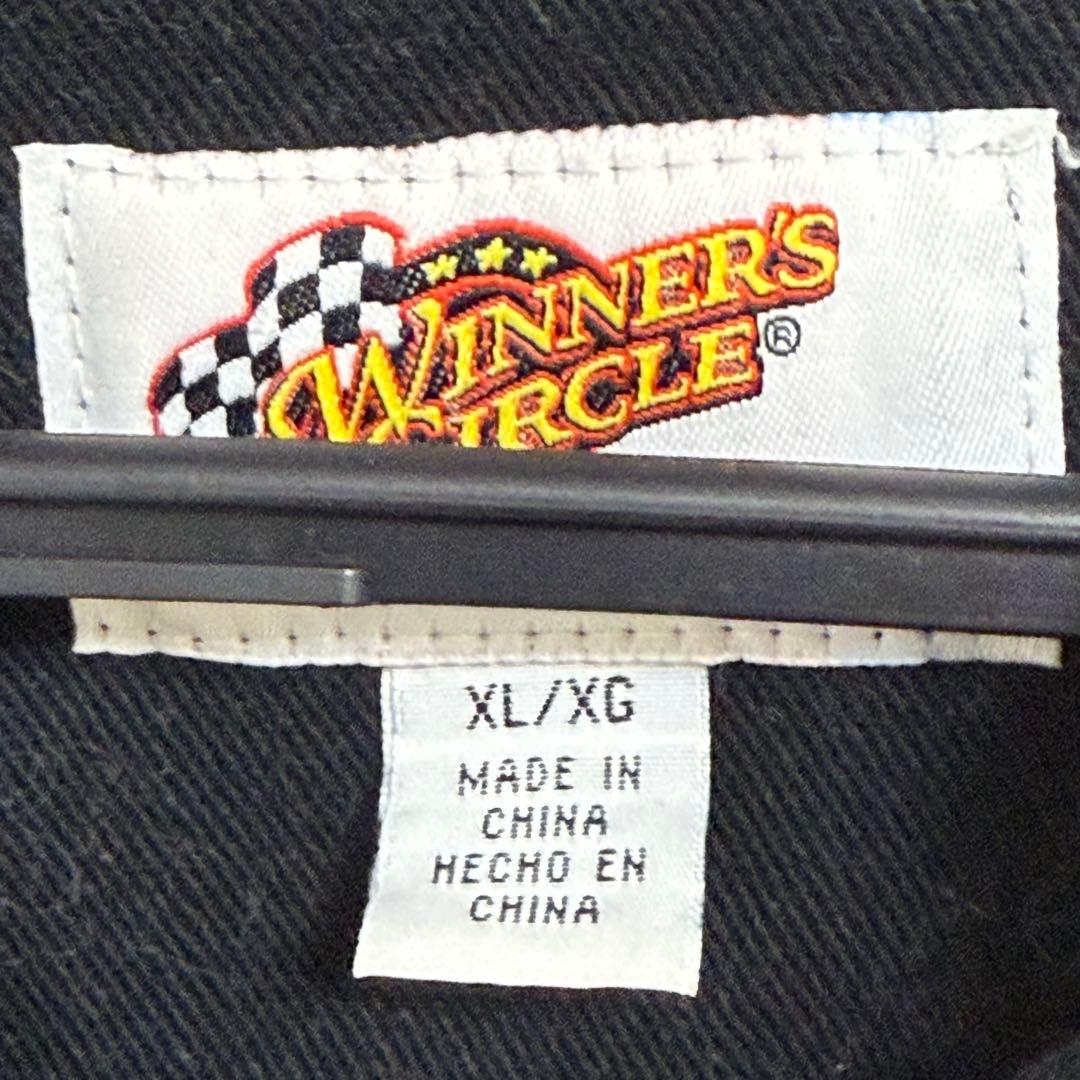 WINNER'S
CIRCLE®
XL/XG
MADE IN
CHINA
HECHO EN
CHINA